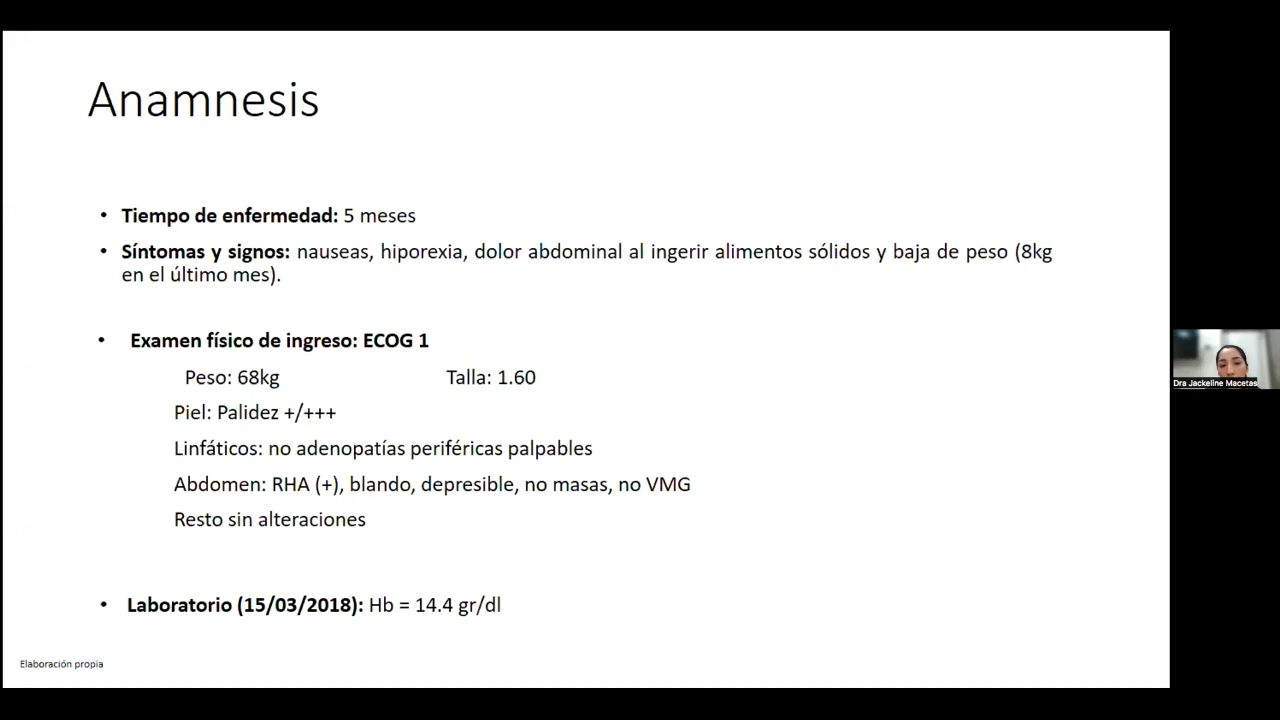 Anamnesis
• Tiempo de enfermedad: 5 meses
• Síntomas y signos: nauseas, hiporexia, dolor abdominal al ingerir alimentos sólidos y baja de peso (8kg
en el último mes).
• Examen físico de ingreso: ECOG 1
Peso: 68kg Talla: 1.60
Piel: Palidez +/+++
Linfáticos: no adenopatías periféricas palpables
Abdomen: RHA (+), blando, depresible, no masas, no VMG
Resto sin alteraciones
• Laboratorio (15/03/2018): Hb = 14.4 gr/dl
Elaboración propia
Dra Jackeline Macetas